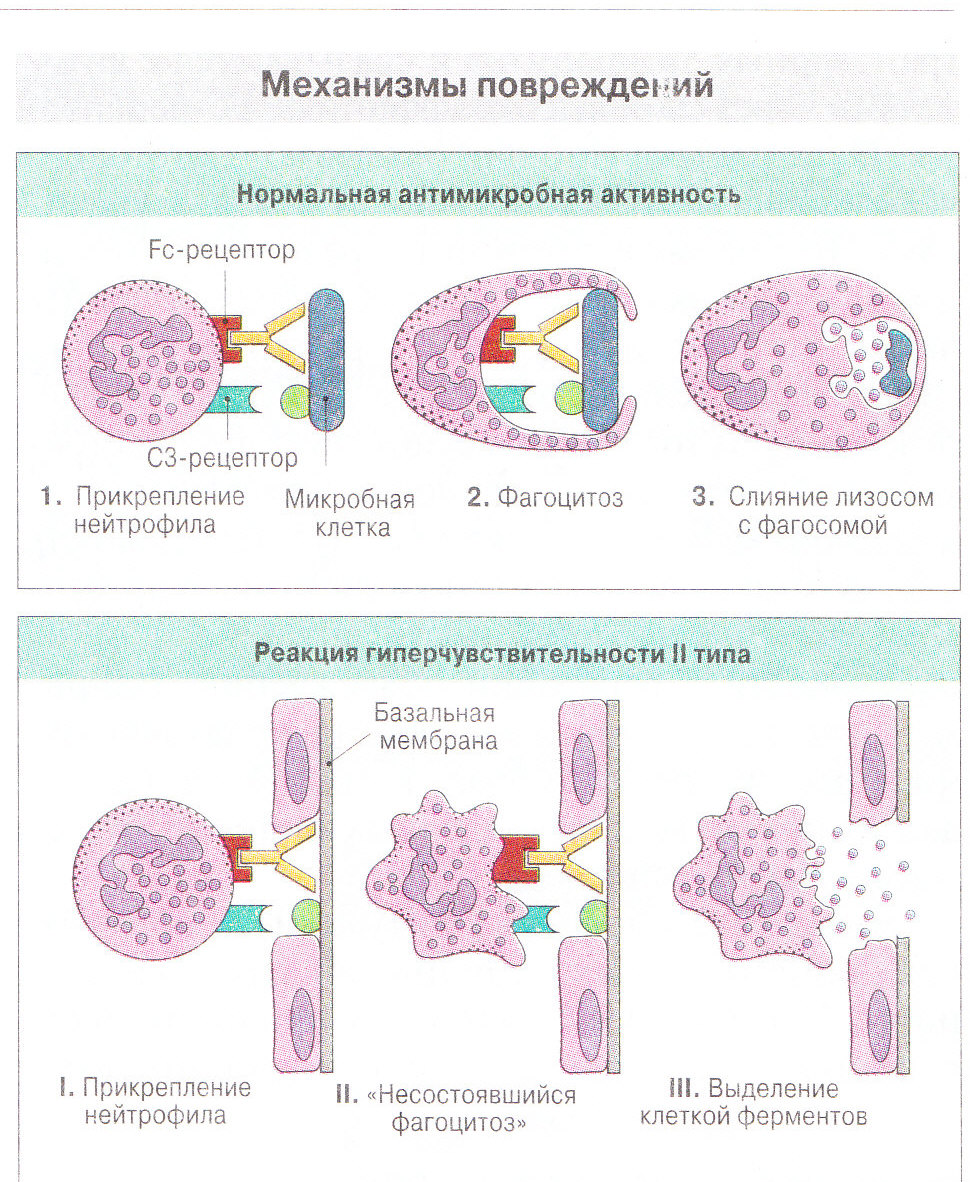 Механизмы повреждений
Нормальная антимикробная активность
Fc-рецептор
C3-рецептор
1. Прикрепление
нейтрофила
Микробная
клетка
2. Фагоцитоз
3. Слияние лизосом
с фагосомой
Реакция гиперчувствительности II типа
Базальная
мембрана
I. Прикрепление
нейтрофила
II. «Несостоявшийся
фагоцитоз»
III. Выделение
клеткой ферментов